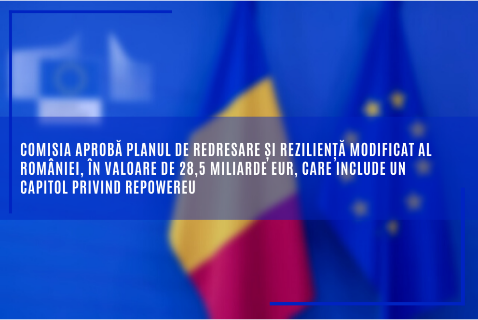 COMISIA APROBĂ PLANUL DE REDRESARE ȘI REZILIENȚĂ MODIFICAT AL
ROMÂNIEI, ÎN VALOARE DE 28,5 MILIARDE EUR, CARE INCLUDE UN
CAPITOL PRIVIND REPOWEREU